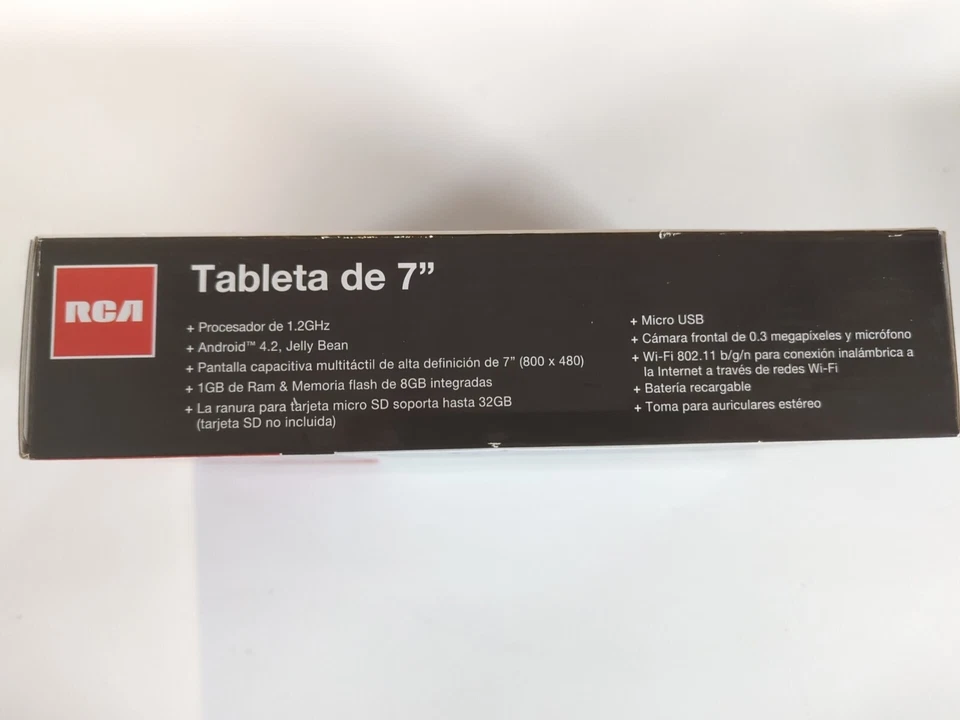 RCA
Tableta de 7”
+ Procesador de 1.2GHz
+ Android™ 4.2, Jelly Bean
+ Pantalla capacitiva multitáctil de alta definición de 7” (800 x 480)
+ 1GB de Ram & Memoria flash de 8GB integradas
+ La ranura para tarjeta micro SD soporta hasta 32GB
(tarjeta SD no incluida)
+ Micro USB
+ Cámara frontal de 0.3 megapíxeles y micrófono
+ Wi-Fi 802.11 b/g/n para conexión inalámbrica a
la Internet a través de redes Wi-Fi
+ Batería recargable
+ Toma para auriculares estéreo